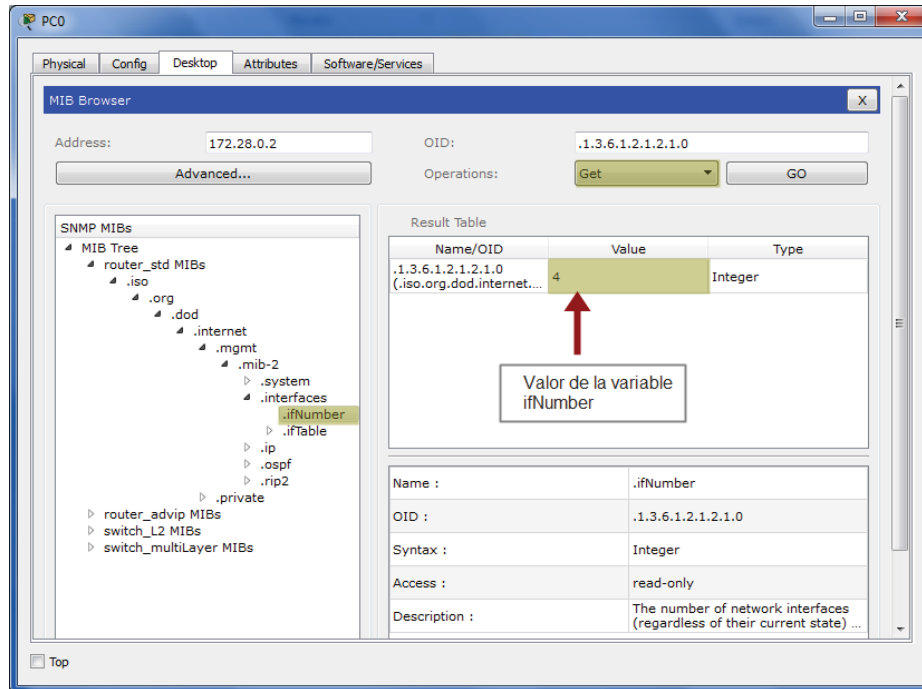 PC0
Physical Config Desktop Attributes Software/Services
MIB Browser X
Address: 172.28.0.2 OID: .1.3.6.1.2.1.2.1.0
Advanced... Operations: Get GO
SNMP MIBs
MIB Tree
router_std MIBs
.iso
.org
.dod
.internet
.mgmt
.mib-2
.system
.interfaces
.ifNumber
.ifTable
.ip
.ospf
.rip2
.private
router_advip MIBs
switch_L2 MIBs
switch_multiLayer MIBs
Result Table
Name/OID Value Type
.1.3.6.1.2.1.2.1.0
(.iso.org.dod.internet.... 4 Integer
Valor de la variable
ifNumber
Name : .ifNumber
OID : .1.3.6.1.2.1.2.1.0
Syntax : Integer
Access : read-only
Description : The number of network interfaces
(regardless of their current state) ...
Top